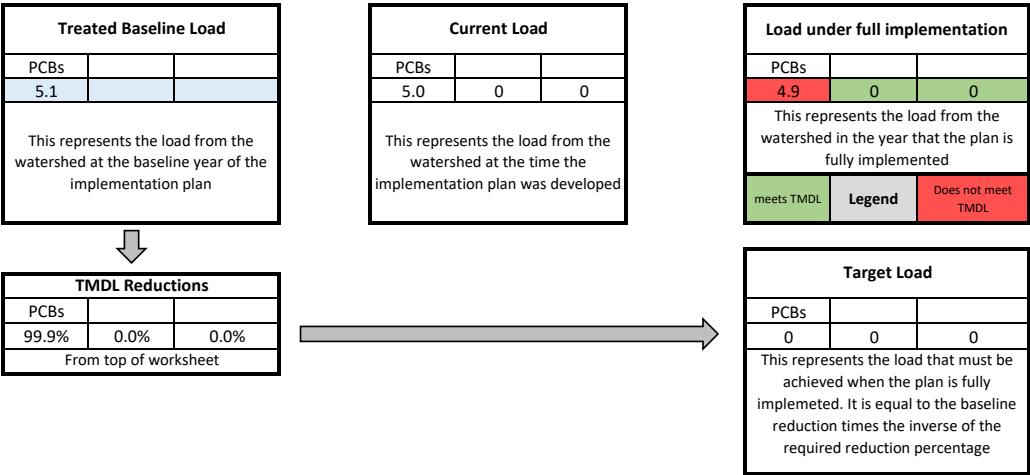 Treated Baseline Load
PCBs
5.1
This represents the load from the
watershed at the baseline year of the
implementation plan
Current Load
PCBs
5.0 0 0
This represents the load from the
watershed at the time the
implementation plan was developed
Load under full implementation
PCBs
4.9 0 0
This represents the load from the
watershed in the year that the plan is
fully implemented
meets TMDL Legend Does not meet
TMDL
TMDL Reductions
PCBs
99.9% 0.0% 0.0%
From top of worksheet
Target Load
PCBs
0 0 0
This represents the load that must be
achieved when the plan is fully
implemeted. It is equal to the baseline
reduction times the inverse of the
required reduction percentage